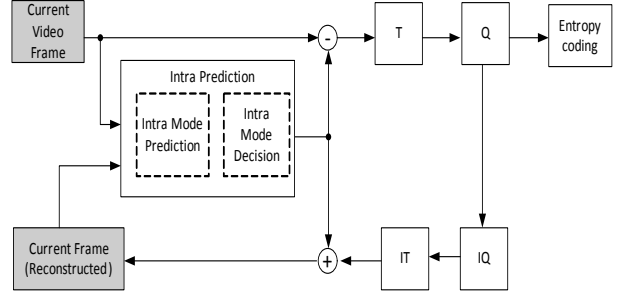 Current
Video
Frame
-
T
Q
Entropy
coding
Intra Prediction
Intra Mode
Prediction
Intra
Mode
Decision
Current Frame
(Reconstructed)
+
IT
IQ